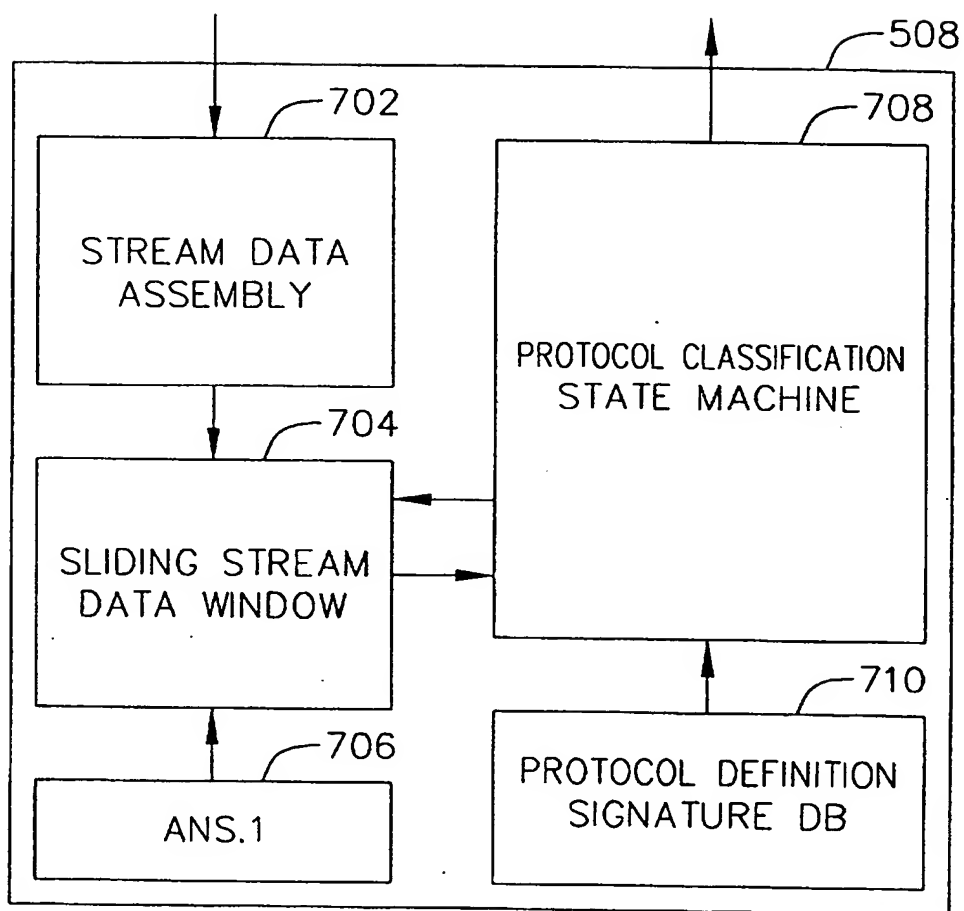 508
702
STREAM DATA
ASSEMBLY
708
PROTOCOL CLASSIFICATION
STATE MACHINE
704
SLIDING STREAM
DATA WINDOW
706
ANS.1
710
PROTOCOL DEFINITION
SIGNATURE DB